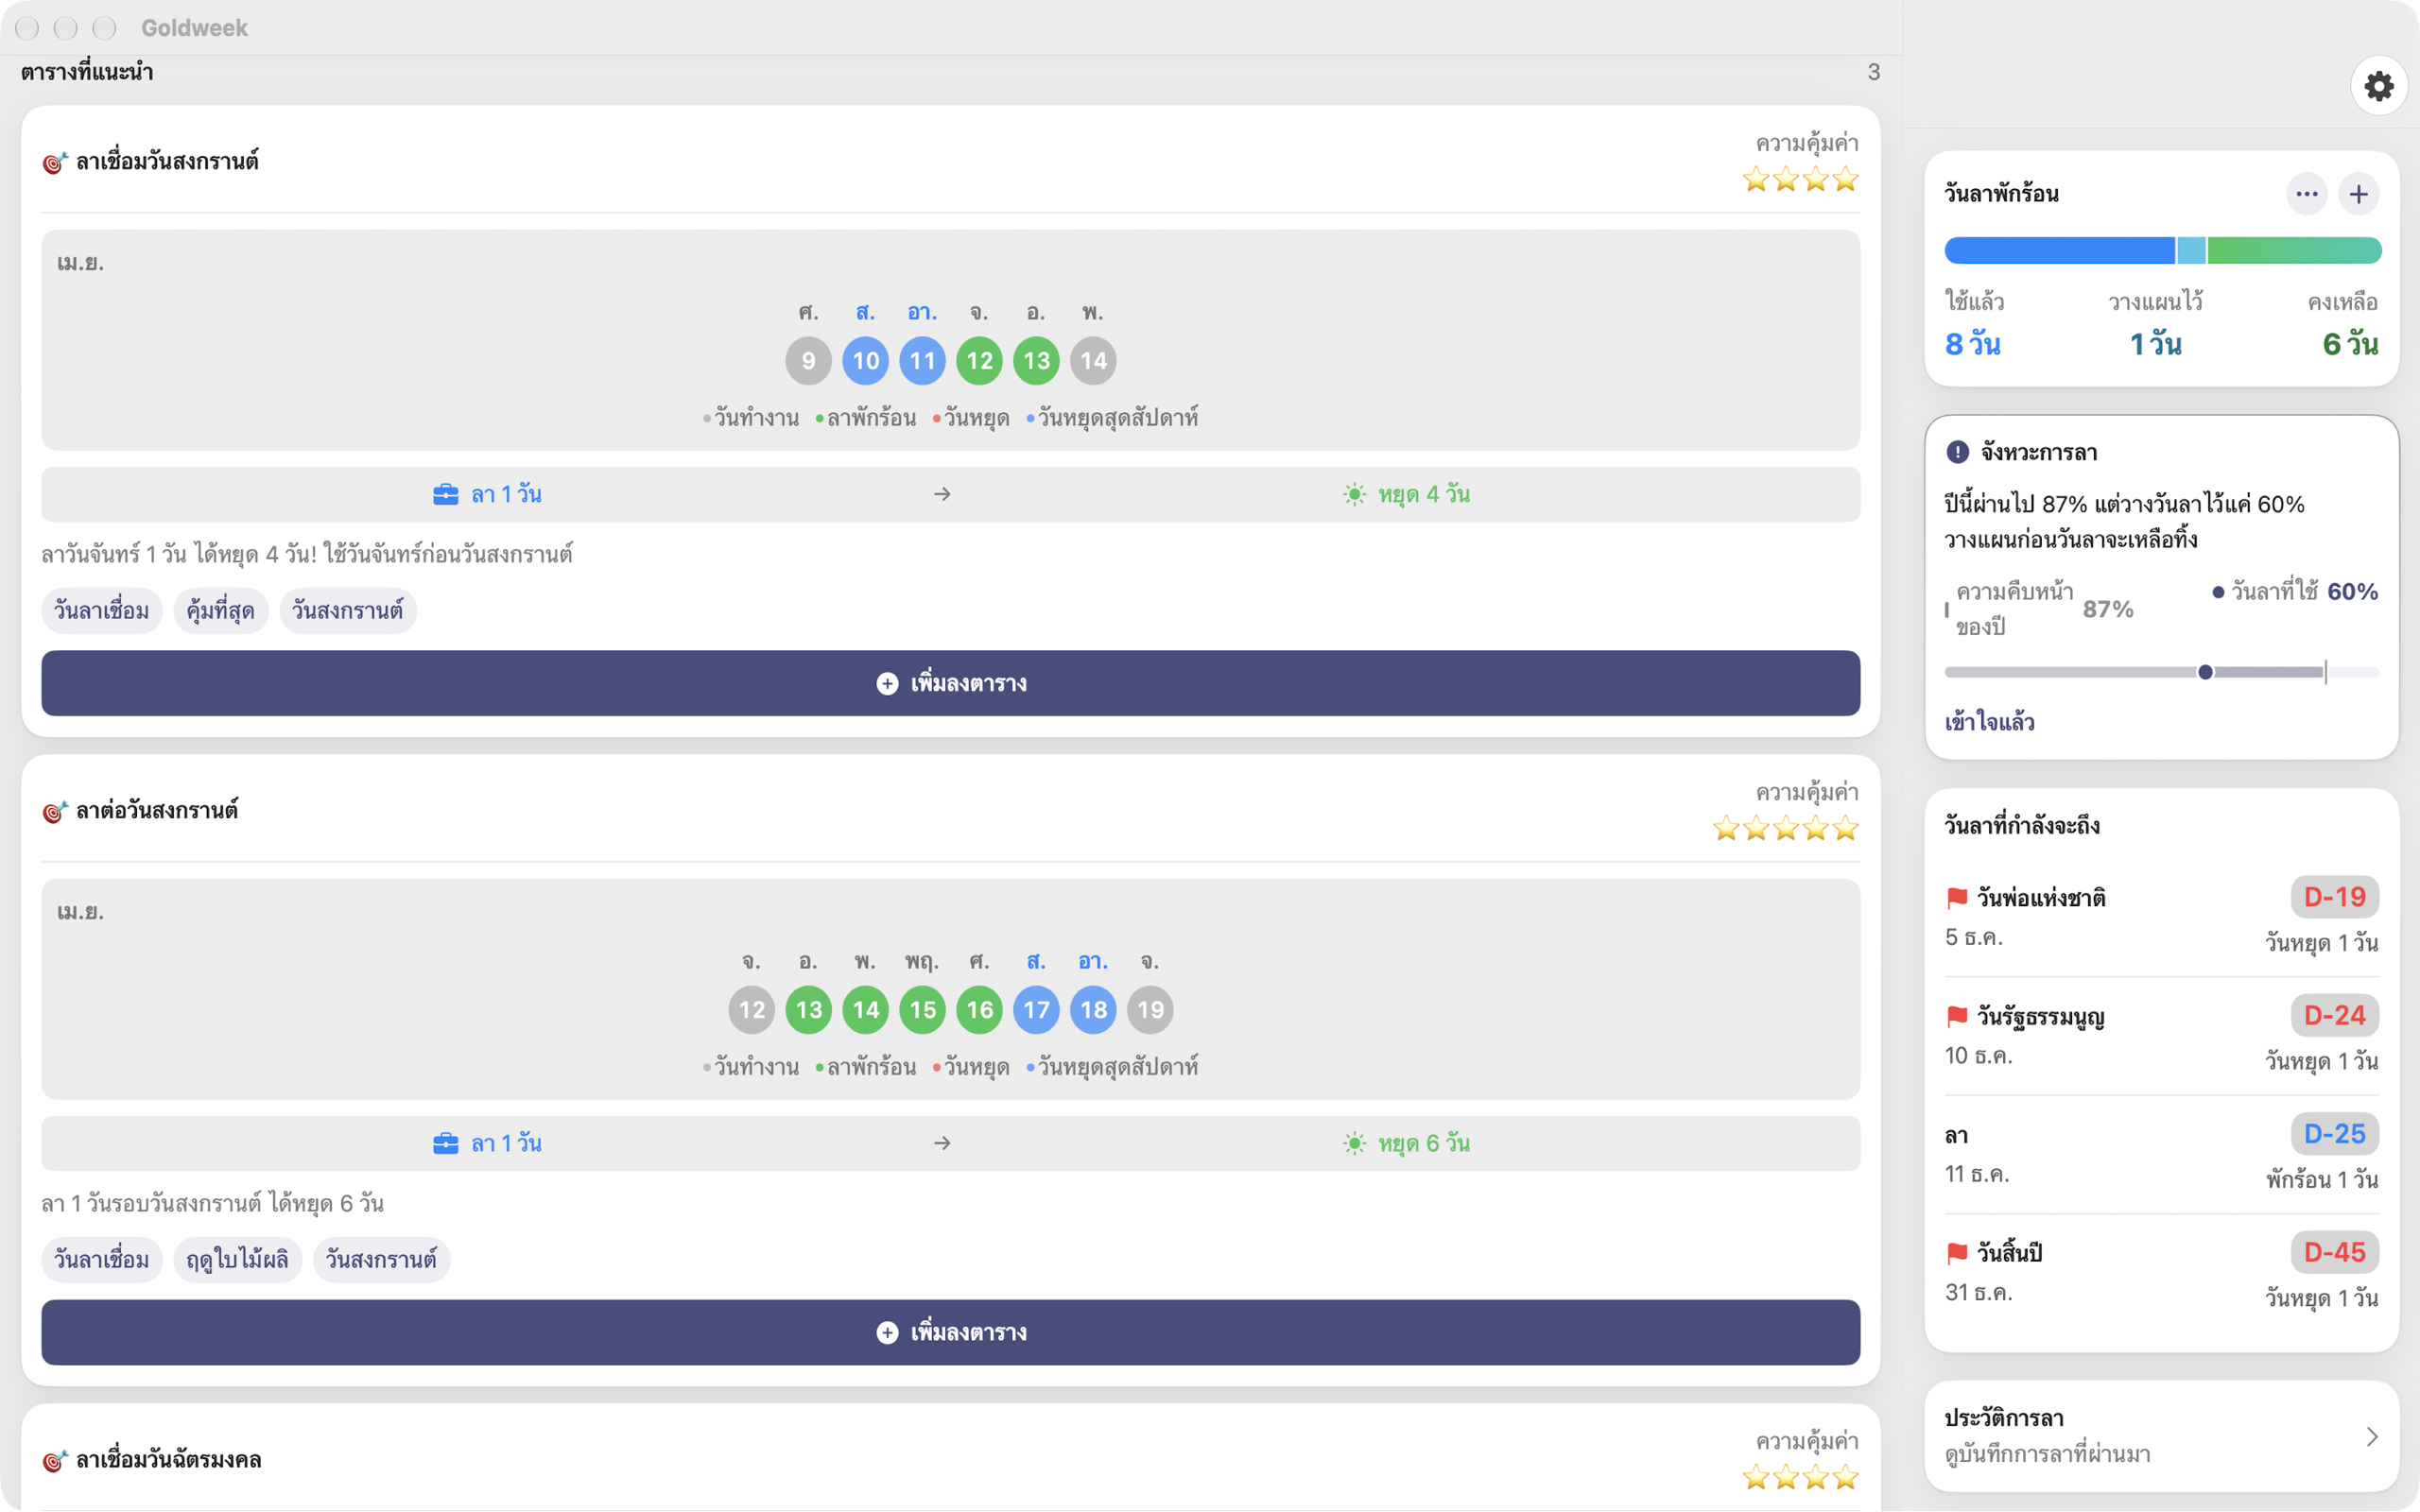 Goldweek
ตารางที่แนะนำ
3
ลาเชื่อมวันสงกรานต์
ความคุ้มค่า
เม.ย.
ศ. ส. อา. จ. อ. พ.
9 10 11 12 13 14
วันทำงาน ลาพักร้อน วันหยุด วันหยุดสุดสัปดาห์
ลา 1 วัน → หยุด 4 วัน
ลาวันจันทร์ 1 วัน ได้หยุด 4 วัน! ใช้วันจันทร์ก่อนวันสงกรานต์
วันลาเชื่อม คุ้มที่สุด วันสงกรานต์
เพิ่มลงตาราง
ลาต่อวันสงกรานต์
ความคุ้มค่า
เม.ย.
จ. อ. พ. พฤ. ศ. ส. อา. จ.
12 13 14 15 16 17 18 19
วันทำงาน ลาพักร้อน วันหยุด วันหยุดสุดสัปดาห์
ลา 1 วัน → หยุด 6 วัน
ลา 1 วันรอบวันสงกรานต์ ได้หยุด 6 วัน
วันลาเชื่อม ฤดูใบไม้ผลิ วันสงกรานต์
เพิ่มลงตาราง
ลาเชื่อมวันฉัตรมงคล
ความคุ้มค่า
วันลาพักร้อน
ใช้แล้ว วางแผนไว้ คงเหลือ
8 วัน 1 วัน 6 วัน
จังหวะการลา
ปีนี้ผ่านไป 87% แต่วางวันลาไว้แค่ 60%
วางแผนก่อนวันลาจะเหลือทิ้ง
ความคืบหน้า
ของปี
87%
วันลาที่ใช้ 60%
เข้าใจแล้ว
วันลาที่กำลังจะถึง
วันพ่อแห่งชาติ D-19
5 ธ.ค. วันหยุด 1 วัน
วันรัฐธรรมนูญ D-24
10 ธ.ค. วันหยุด 1 วัน
ลา D-25
11 ธ.ค. พักร้อน 1 วัน
วันสิ้นปี D-45
31 ธ.ค. วันหยุด 1 วัน
ประวัติการลา
ดูบันทึกการลาที่ผ่านมา